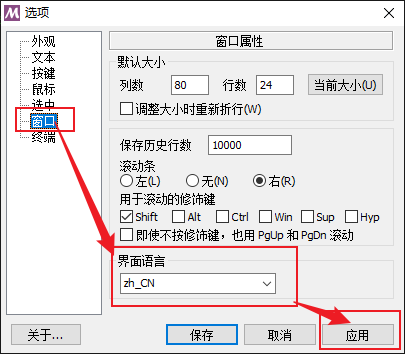 选项
外观
文本
按键
鼠标
选中
窗口
终端
窗口属性
默认大小
列数 80 行数 24 当前大小(U)
调整大小时重新折行(W)
保存历史行数 10000
滚动条
左(L) 无(N) 右(R)
用于滚动的修饰键
Shift Alt Ctrl Win Sup Hyp
即使不按修饰键，也用 PgUp 和 PgDn 滚动
界面语言
zh_CN
关于... 保存 取消 应用